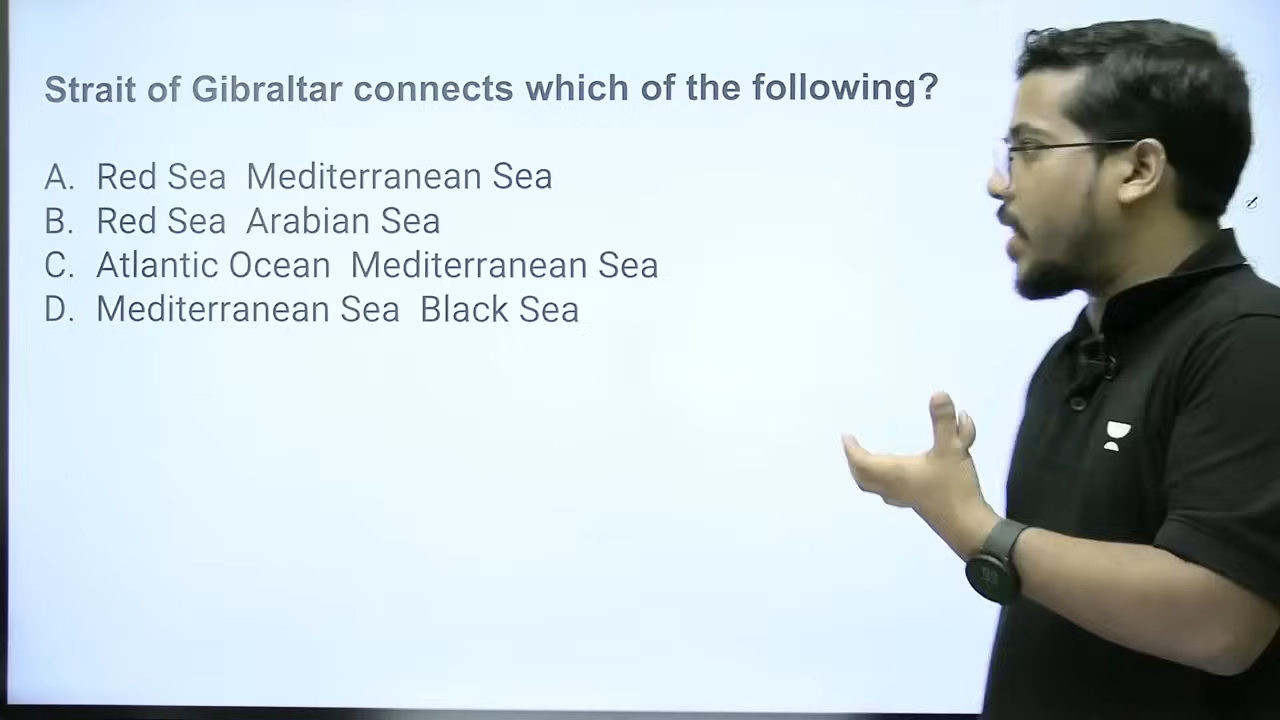 Strait of Gibraltar connects which of the following?
A. Red Sea Mediterranean Sea
B. Red Sea Arabian Sea
C. Atlantic Ocean Mediterranean Sea
D. Mediterranean Sea Black Sea